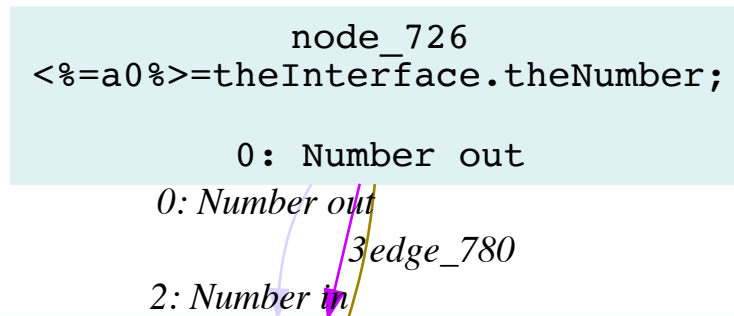 node_726
<%=a0%>=theInterface.theNumber;
0: Number out
0: Number out
3edge_780
2: Number in